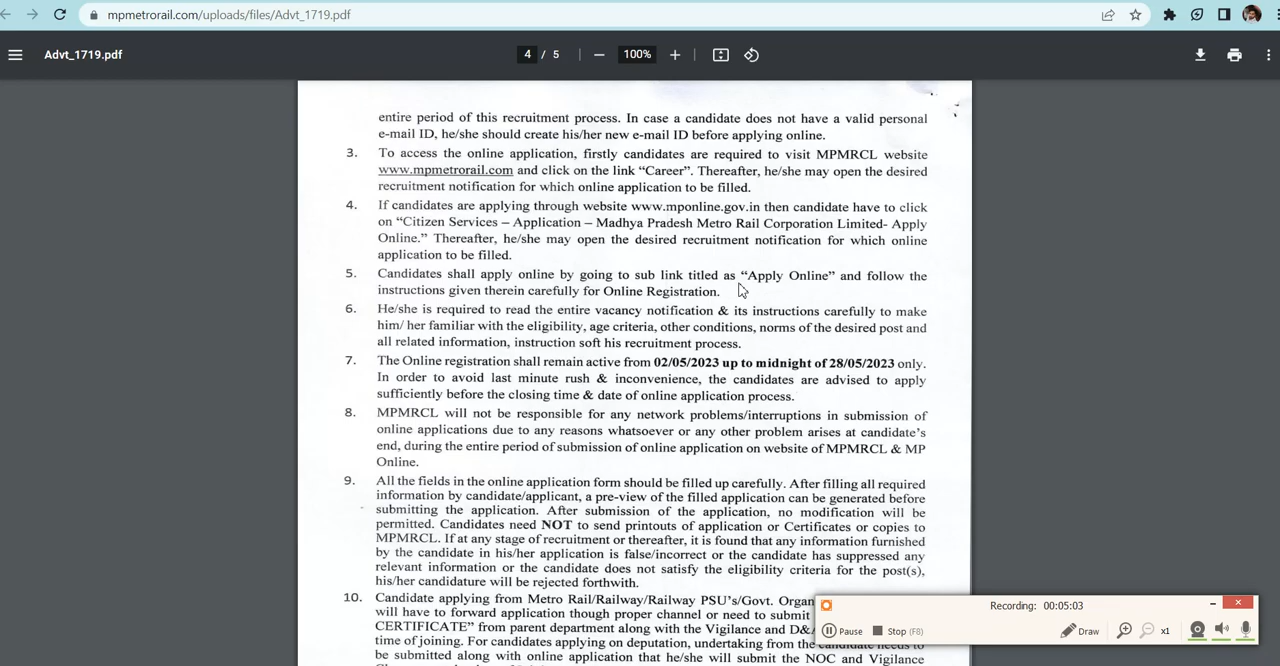 mpmetrorail.com/uploads/files/Advt_1719.pdf
Advt_1719.pdf
4 / 5
100%
entire period of this recruitment process. In case a candidate does not have a valid personal
e-mail ID, he/she should create his/her new e-mail ID before applying online.
3. To access the online application, firstly candidates are required to visit MPMRCL website
www.mpmetrorail.com and click on the link “Career”. Thereafter, he/she may open the desired
recruitment notification for which online application to be filled.
4. If candidates are applying through website www.mponline.gov.in then candidate have to click
on “Citizen Services – Application – Madhya Pradesh Metro Rail Corporation Limited- Apply
Online.” Thereafter, he/she may open the desired recruitment notification for which online
application to be filled.
5. Candidates shall apply online by going to sub link titled as “Apply Online” and follow the
instructions given therein carefully for Online Registration.
6. He/she is required to read the entire vacancy notification & its instructions carefully to make
him/ her familiar with the eligibility, age criteria, other conditions, norms of the desired post and
all related information, instruction soft his recruitment process.
7. The Online registration shall remain active from 02/05/2023 up to midnight of 28/05/2023 only.
In order to avoid last minute rush & inconvenience, the candidates are advised to apply
sufficiently before the closing time & date of online application process.
8. MPMRCL will not be responsible for any network problems/interruptions in submission of
online applications due to any reasons whatsoever or any other problem arises at candidate’s
end, during the entire period of submission of online application on website of MPMRCL & MP
Online.
9. All the fields in the online application form should be filled up carefully. After filling all required
information by candidate/applicant, a pre-view of the filled application can be generated before
submitting the application. After submission of the application, no modification will be
permitted. Candidates need NOT to send printouts of application or Certificates or copies to
MPMRCL. If at any stage of recruitment or thereafter, it is found that any information furnished
by the candidate in his/her application is false/incorrect or the candidate has suppressed any
relevant information or the candidate does not satisfy the eligibility criteria for the post(s),
his/her candidature will be rejected forthwith.
10. Candidate applying from Metro Rail/Railway/Railway PSU’s/Govt. Organ
will have to forward application though proper channel or need to submit
CERTIFICATE” from parent department along with the Vigilance and D&A
time of joining. For candidates applying on deputation, undertaking from the candidate needs to
be submitted along with online application that he/she will submit the NOC and Vigilance
Recording: 00:05:03
Pause
Stop (F8)
Draw
x1